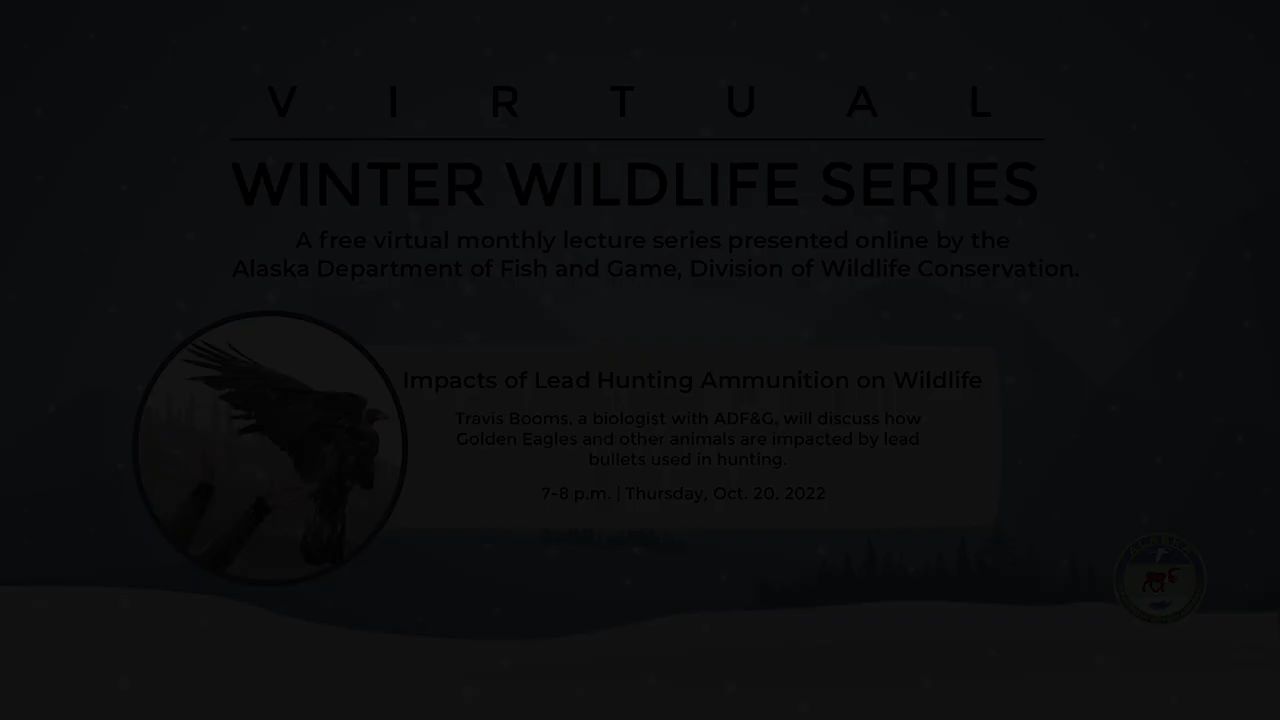 VIRTUAL
WINTER WILDLIFE SERIES
A free virtual monthly lecture series presented online by the
Alaska Department of Fish and Game, Division of Wildlife Conservation.
Impacts of Lead Hunting Ammunition on Wildlife
Travis Booms, a biologist with ADF&G, will discuss how
Golden Eagles and other animals are impacted by lead
bullets used in hunting.
7-8 p.m. | Thursday, Oct. 20, 2022
ALASKA